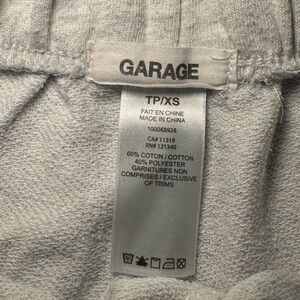 GARAGE
TP/XS
FAIT EN CHINE
MADE IN CHINA
100063926
CA# 11319
RN# 121340
60% COTON / COTTON
40% POLYESTER
GARNITURES NON
COMPRISES / EXCLUSIVE
OF TRIMS